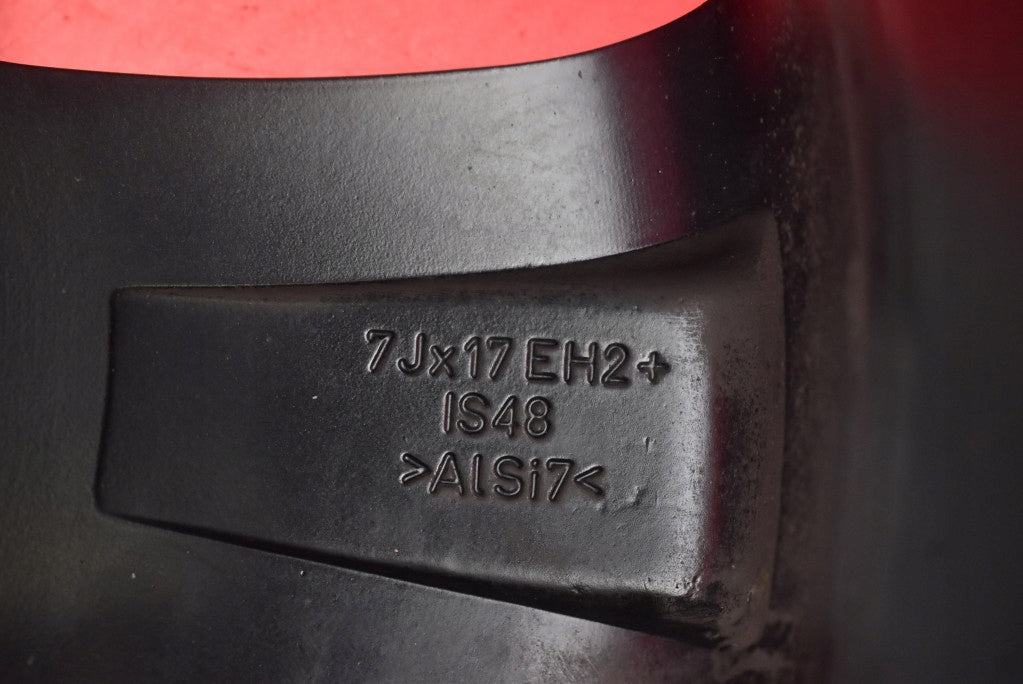 7Jx17 EH2+
IS48
>AlSi7<